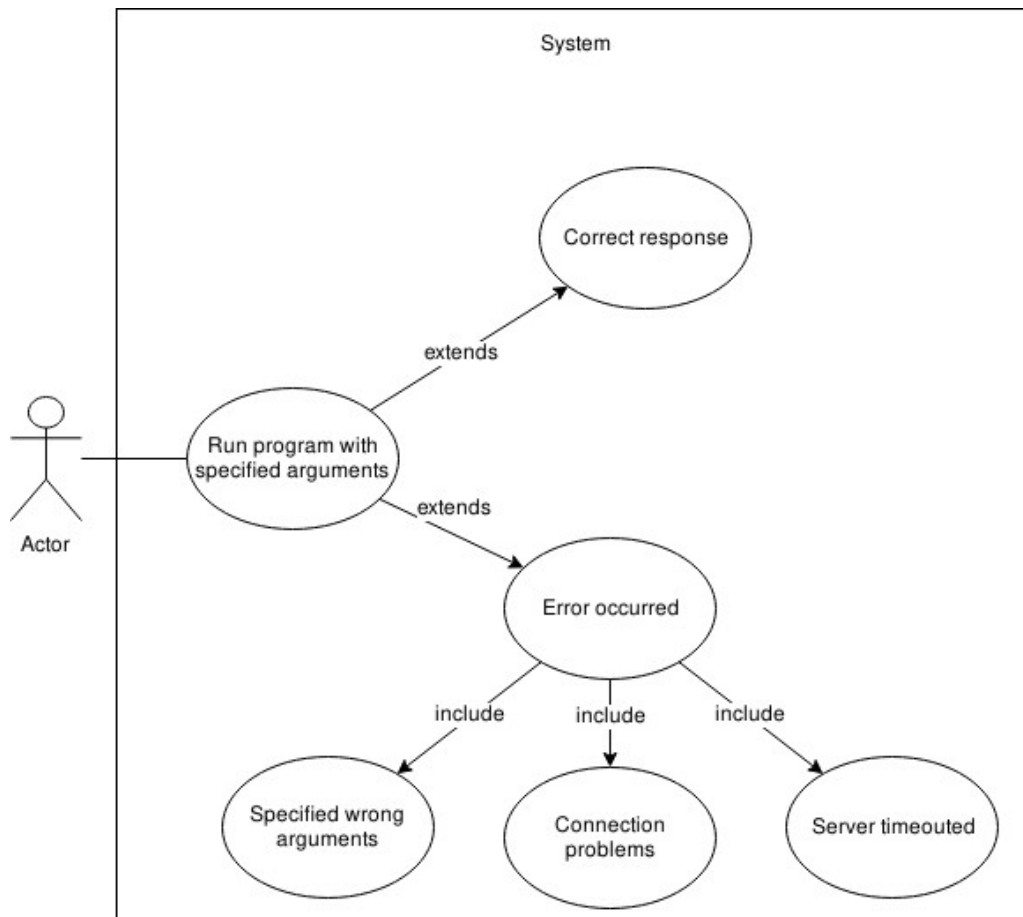 System
Correct response
extends
Run program with
specified arguments
extends
Actor
Error occurred
include
include
include
Specified wrong
arguments
Connection
problems
Server timeouted